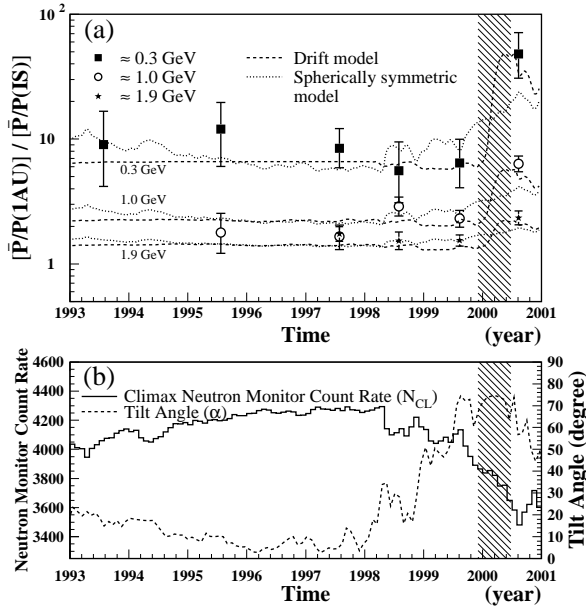 (a)
■ ≈ 0.3 GeV
○ ≈ 1.0 GeV
★ ≈ 1.9 GeV
Drift model
Spherically symmetric
model
[P̄/P(1AU)] / [P̄/P(IS)]
10 2
10
1
0.3 GeV
1.0 GeV
1.9 GeV
1993 1994 1995 1996 1997 1998 1999 2000 2001
Time (year)
(b)
Climax Neutron Monitor Count Rate (N_CL)
Tilt Angle (α)
Neutron Monitor Count Rate
4600
4400
4200
4000
3800
3600
3400
90
80
70
60
50
40
30
20
10
0
Tilt Angle (degree)
1993 1994 1995 1996 1997 1998 1999 2000 2001
Time (year)